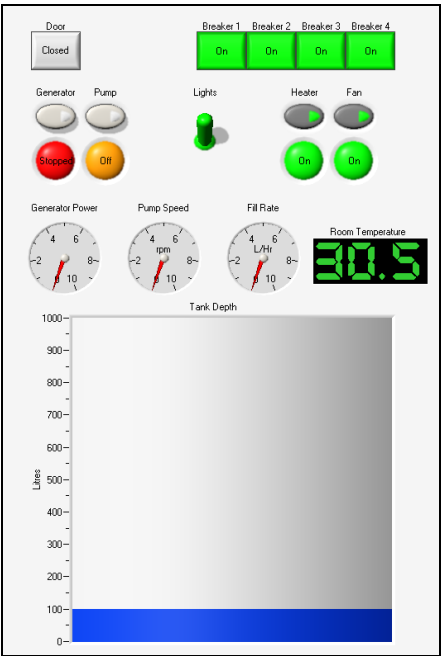 Door
Closed
Breaker 1 Breaker 2 Breaker 3 Breaker 4
On On On On
Generator Pump Lights Heater Fan
Stopped Off On On
Generator Power Pump Speed Fill Rate
Room Temperature
30.5
0 2 4 6 8 10
rpm
0 2 4 6 8 10
L/Hr
0 2 4 6 8 10
Tank Depth
1000
900
800
700
600
500
400
300
200
100
0
Litres